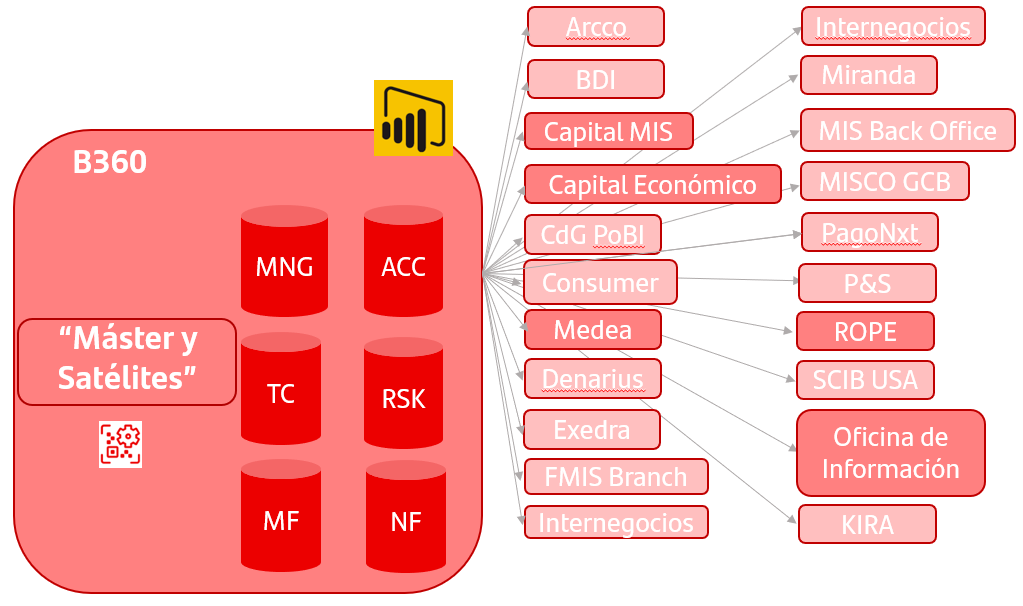 B360
MNG
ACC
“Máster y
Satélites”
TC
RSK
MF
NF
Arcco
BDI
Capital MIS
Capital Económico
CdG PoBI
Consumer
Medea
Denarius
Exedra
FMIS Branch
Internegocios
Internegocios
Miranda
MIS Back Office
MISCO GCB
PagoNxt
P&S
ROPE
SCIB USA
Oficina de
Información
KIRA